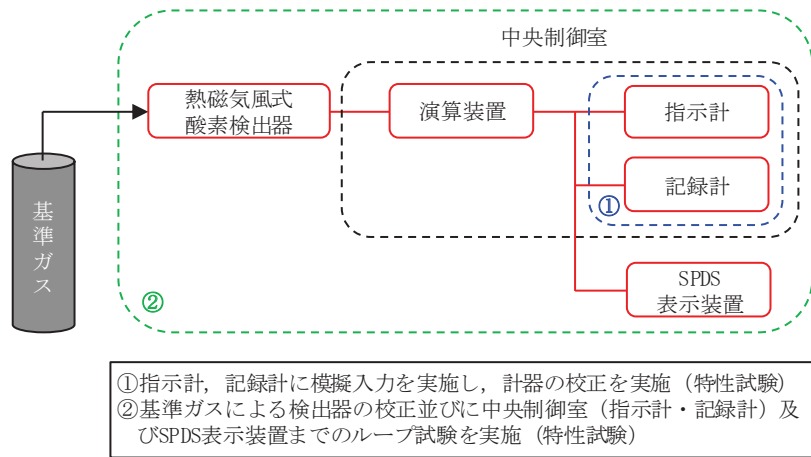 中央制御室
熱磁気風式
酸素検出器
演算装置
指示計
記録計
①
基準ガス
②
SPDS
表示装置
①指示計，記録計に模擬入力を実施し，計器の校正を実施（特性試験）
②基準ガスによる検出器の校正並びに中央制御室（指示計・記録計）及
びSPDS表示装置までのループ試験を実施（特性試験）